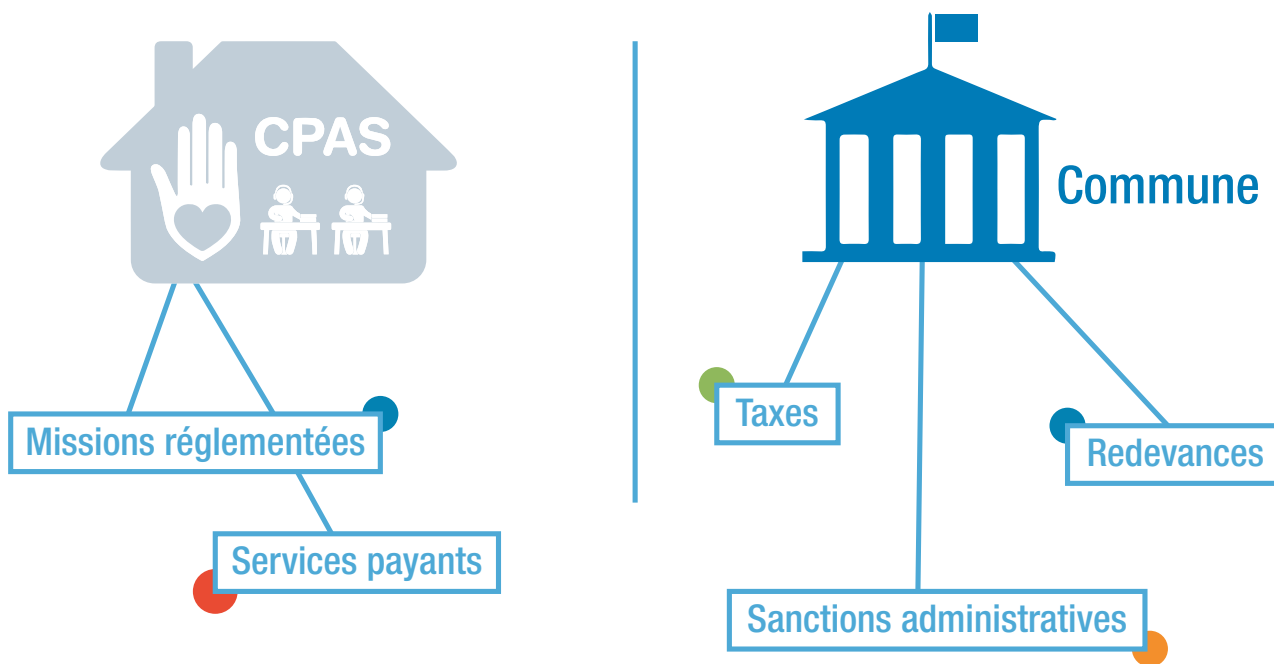 CPAS
Missions réglementées
Services payants
Commune
Taxes
Redevances
Sanctions administratives